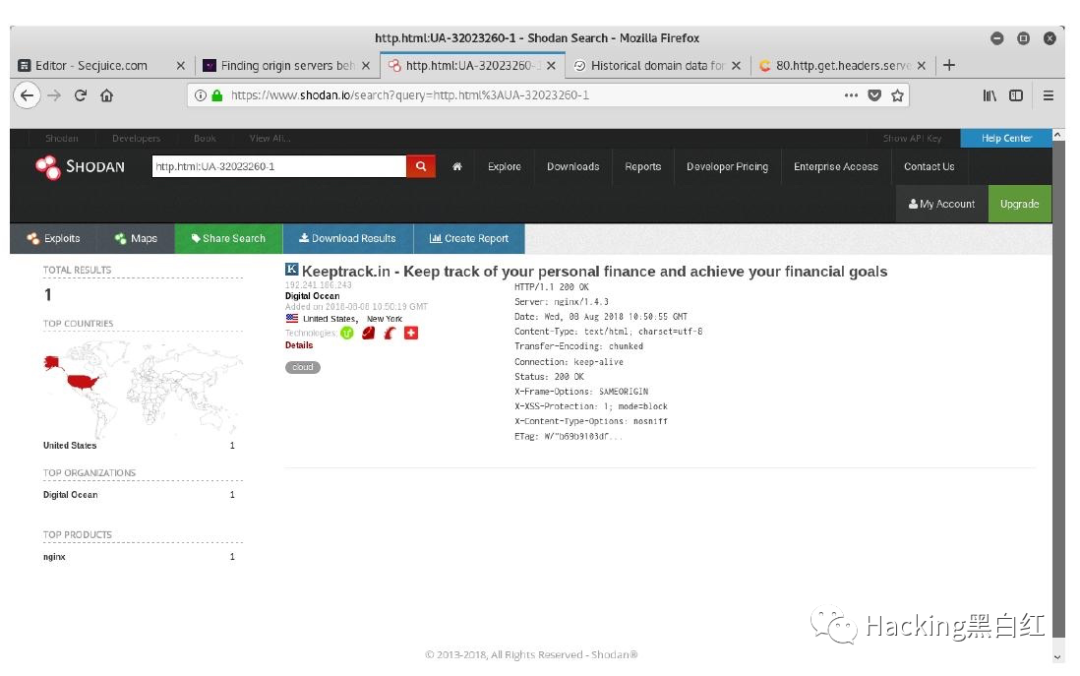 http.html:UA-32023260-1 - Shodan Search - Mozilla Firefox
Editor - Secjuice.com
Finding origin servers beh
http.html:UA-32023260-1
Historical domain data for
80.http.get.headers.serve
https://www.shodan.io/search?query=http.html%3AUA-32023260-1
Shodan Developers Book View All... Show API Key Help Center
SHODAN http.html:UA-32023260-1 Explore Downloads Reports Developer Pricing Enterprise Access Contact Us
My Account Upgrade
Exploits Maps Share Search Download Results Create Report
TOTAL RESULTS
1
TOP COUNTRIES
United States 1
TOP ORGANIZATIONS
Digital Ocean 1
TOP PRODUCTS
nginx 1
Keeptrack.in - Keep track of your personal finance and achieve your financial goals
192.241.186.243
Digital Ocean
Added on 2018-08-08 10:50:19 GMT
United States, New York
Technologies:
Details
cloud
HTTP/1.1 200 OK
Server: nginx/1.4.3
Date: Wed, 08 Aug 2018 10:50:55 GMT
Content-Type: text/html; charset=utf-8
Transfer-Encoding: chunked
Connection: keep-alive
Status: 200 OK
X-Frame-Options: SAMEORIGIN
X-XSS-Protection: 1; mode=block
X-Content-Type-Options: nosniff
ETag:
Hacking黑白红
© 2013-2018, All Rights Reserved - Shodan®